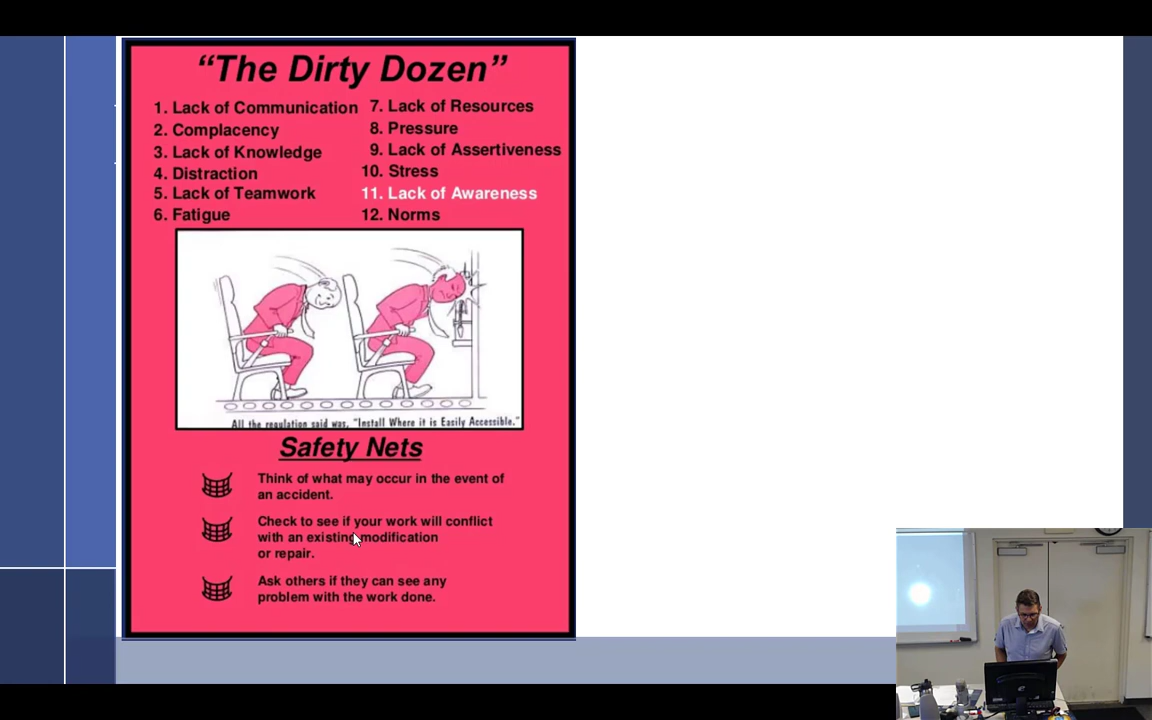 “The Dirty Dozen”
1. Lack of Communication
2. Complacency
3. Lack of Knowledge
4. Distraction
5. Lack of Teamwork
6. Fatigue
7. Lack of Resources
8. Pressure
9. Lack of Assertiveness
10. Stress
11. Lack of Awareness
12. Norms
All the regulation said was, "Install Where it is Easily Accessible."
Safety Nets
Think of what may occur in the event of
an accident.
Check to see if your work will conflict
with an existing modification
or repair.
Ask others if they can see any
problem with the work done.